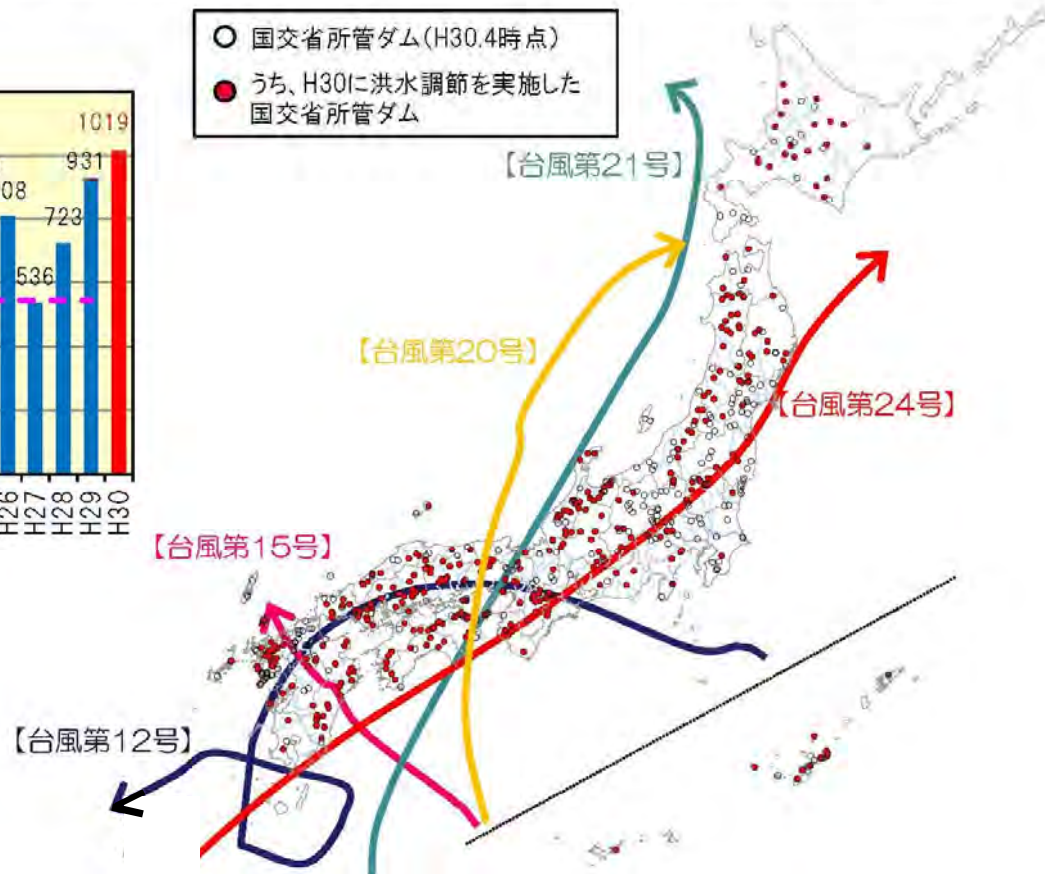 ○ 国交省所管ダム(H30.4時点)
● うち、H30に洪水調節を実施した
国交省所管ダム
1019
931
08
723
536
H26
H27
H28
H29
H30
【台風第21号】
【台風第20号】
【台風第24号】
【台風第15号】
【台風第12号】